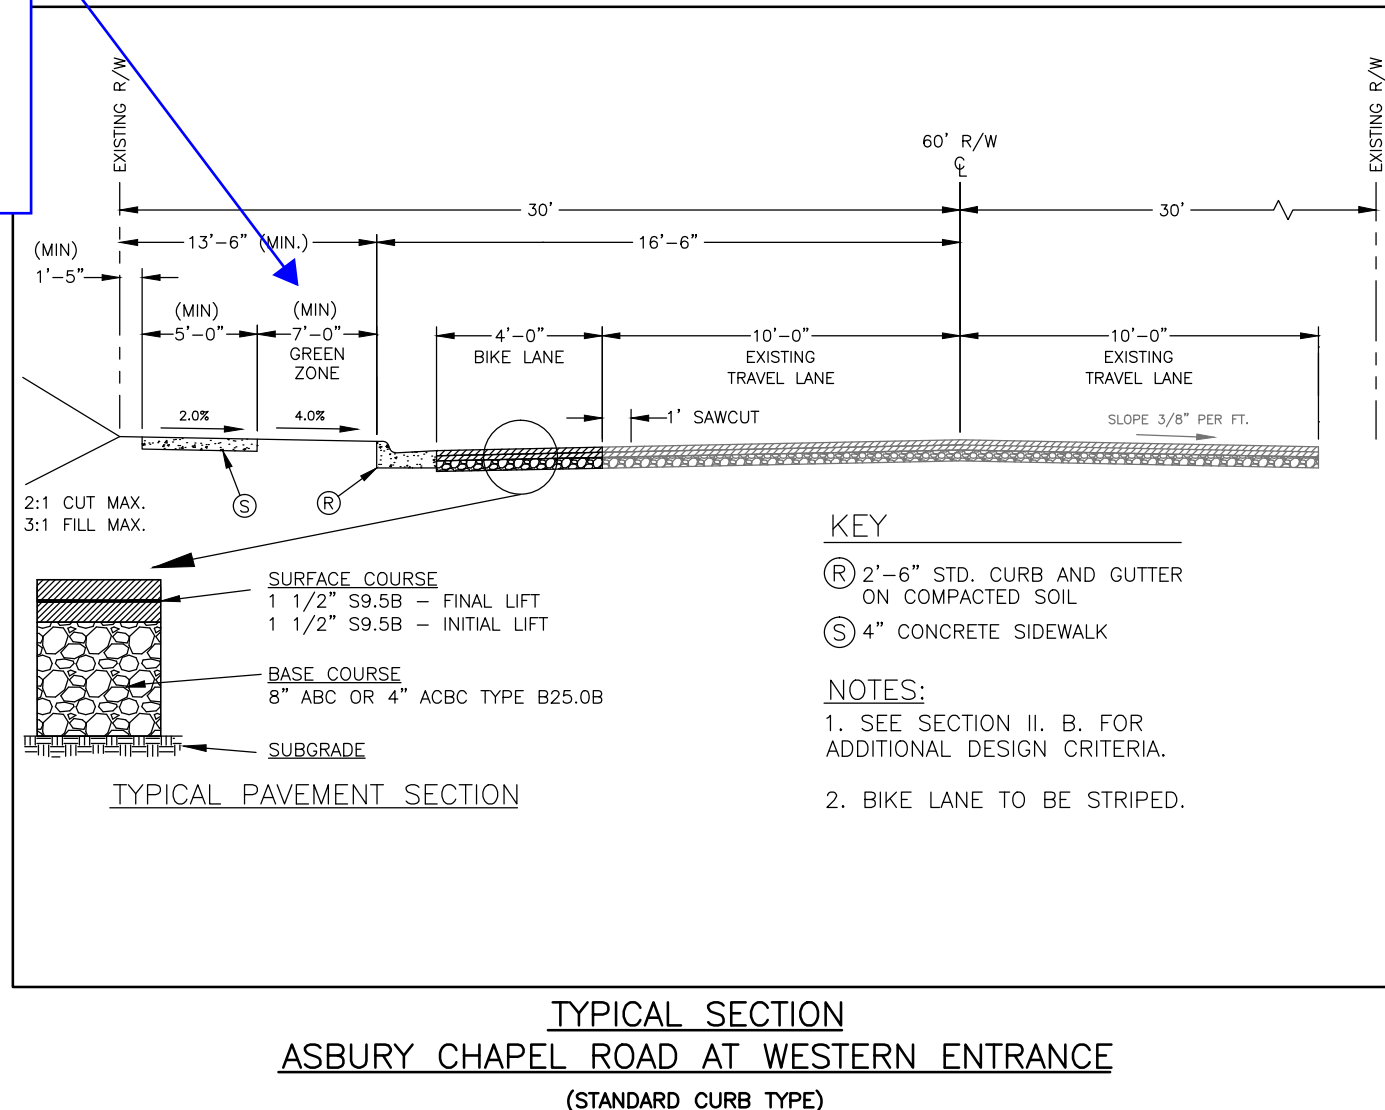 EXISTING R/W
EXISTING R/W
60' R/W
℄
30'
30'
13'-6" (MIN.)
16'-6"
(MIN)
1'-5"
(MIN)
5'-0"
(MIN)
7'-0"
GREEN
ZONE
4'-0"
BIKE LANE
10'-0"
EXISTING
TRAVEL LANE
10'-0"
EXISTING
TRAVEL LANE
2.0%
4.0%
1' SAWCUT
SLOPE 3/8" PER FT.
2:1 CUT MAX.
3:1 FILL MAX.
S
R
SURFACE COURSE
1 1/2" S9.5B - FINAL LIFT
1 1/2" S9.5B - INITIAL LIFT
BASE COURSE
8" ABC OR 4" ACBC TYPE B25.0B
SUBGRADE
TYPICAL PAVEMENT SECTION
KEY
R 2'-6" STD. CURB AND GUTTER
ON COMPACTED SOIL
S 4" CONCRETE SIDEWALK
NOTES:
1. SEE SECTION II. B. FOR
ADDITIONAL DESIGN CRITERIA.
2. BIKE LANE TO BE STRIPED.
TYPICAL SECTION
ASBURY CHAPEL ROAD AT WESTERN ENTRANCE
(STANDARD CURB TYPE)